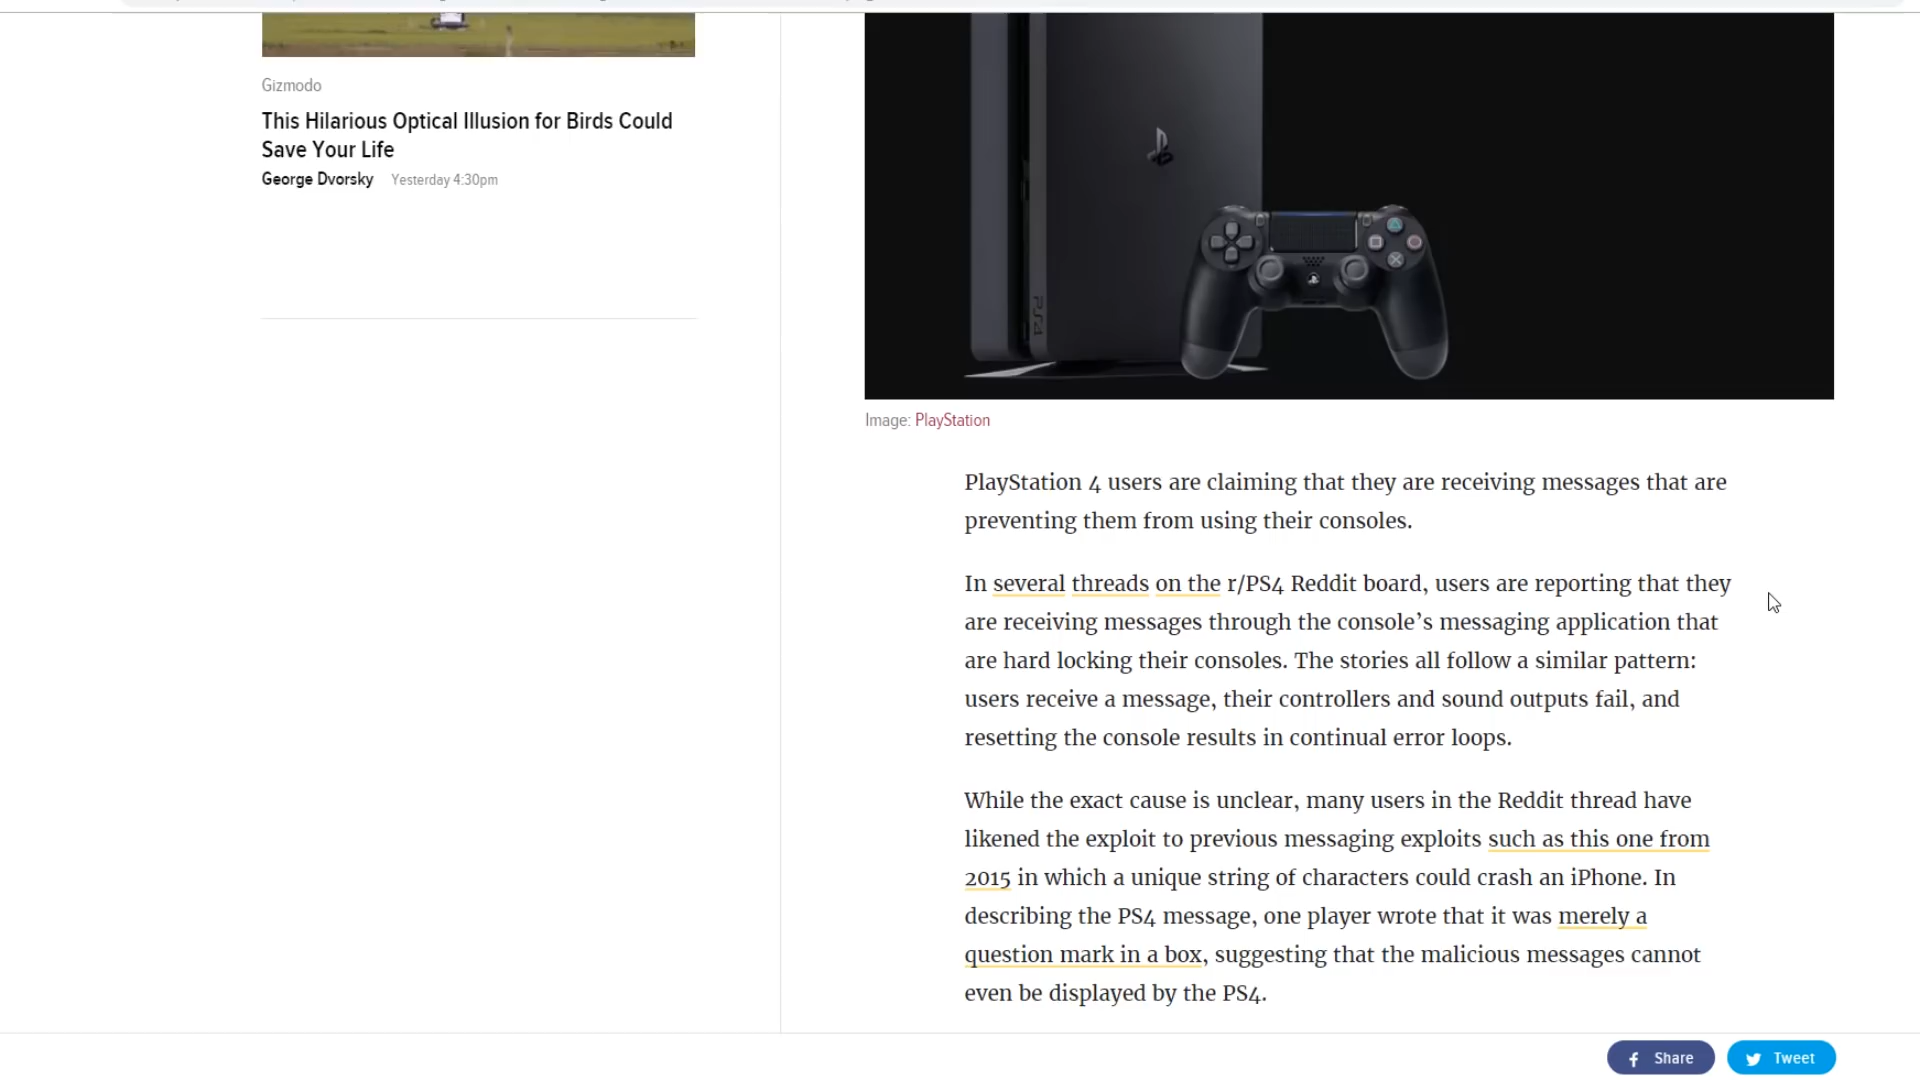 Gizmodo
This Hilarious Optical Illusion for Birds Could
Save Your Life
George Dvorsky Yesterday 4:30pm
PS4
Image: PlayStation
PlayStation 4 users are claiming that they are receiving messages that are
preventing them from using their consoles.
In several threads on the r/PS4 Reddit board, users are reporting that they
are receiving messages through the console’s messaging application that
are hard locking their consoles. The stories all follow a similar pattern:
users receive a message, their controllers and sound outputs fail, and
resetting the console results in continual error loops.
While the exact cause is unclear, many users in the Reddit thread have
likened the exploit to previous messaging exploits such as this one from
2015 in which a unique string of characters could crash an iPhone. In
describing the PS4 message, one player wrote that it was merely a
question mark in a box, suggesting that the malicious messages cannot
even be displayed by the PS4.
Share
Tweet